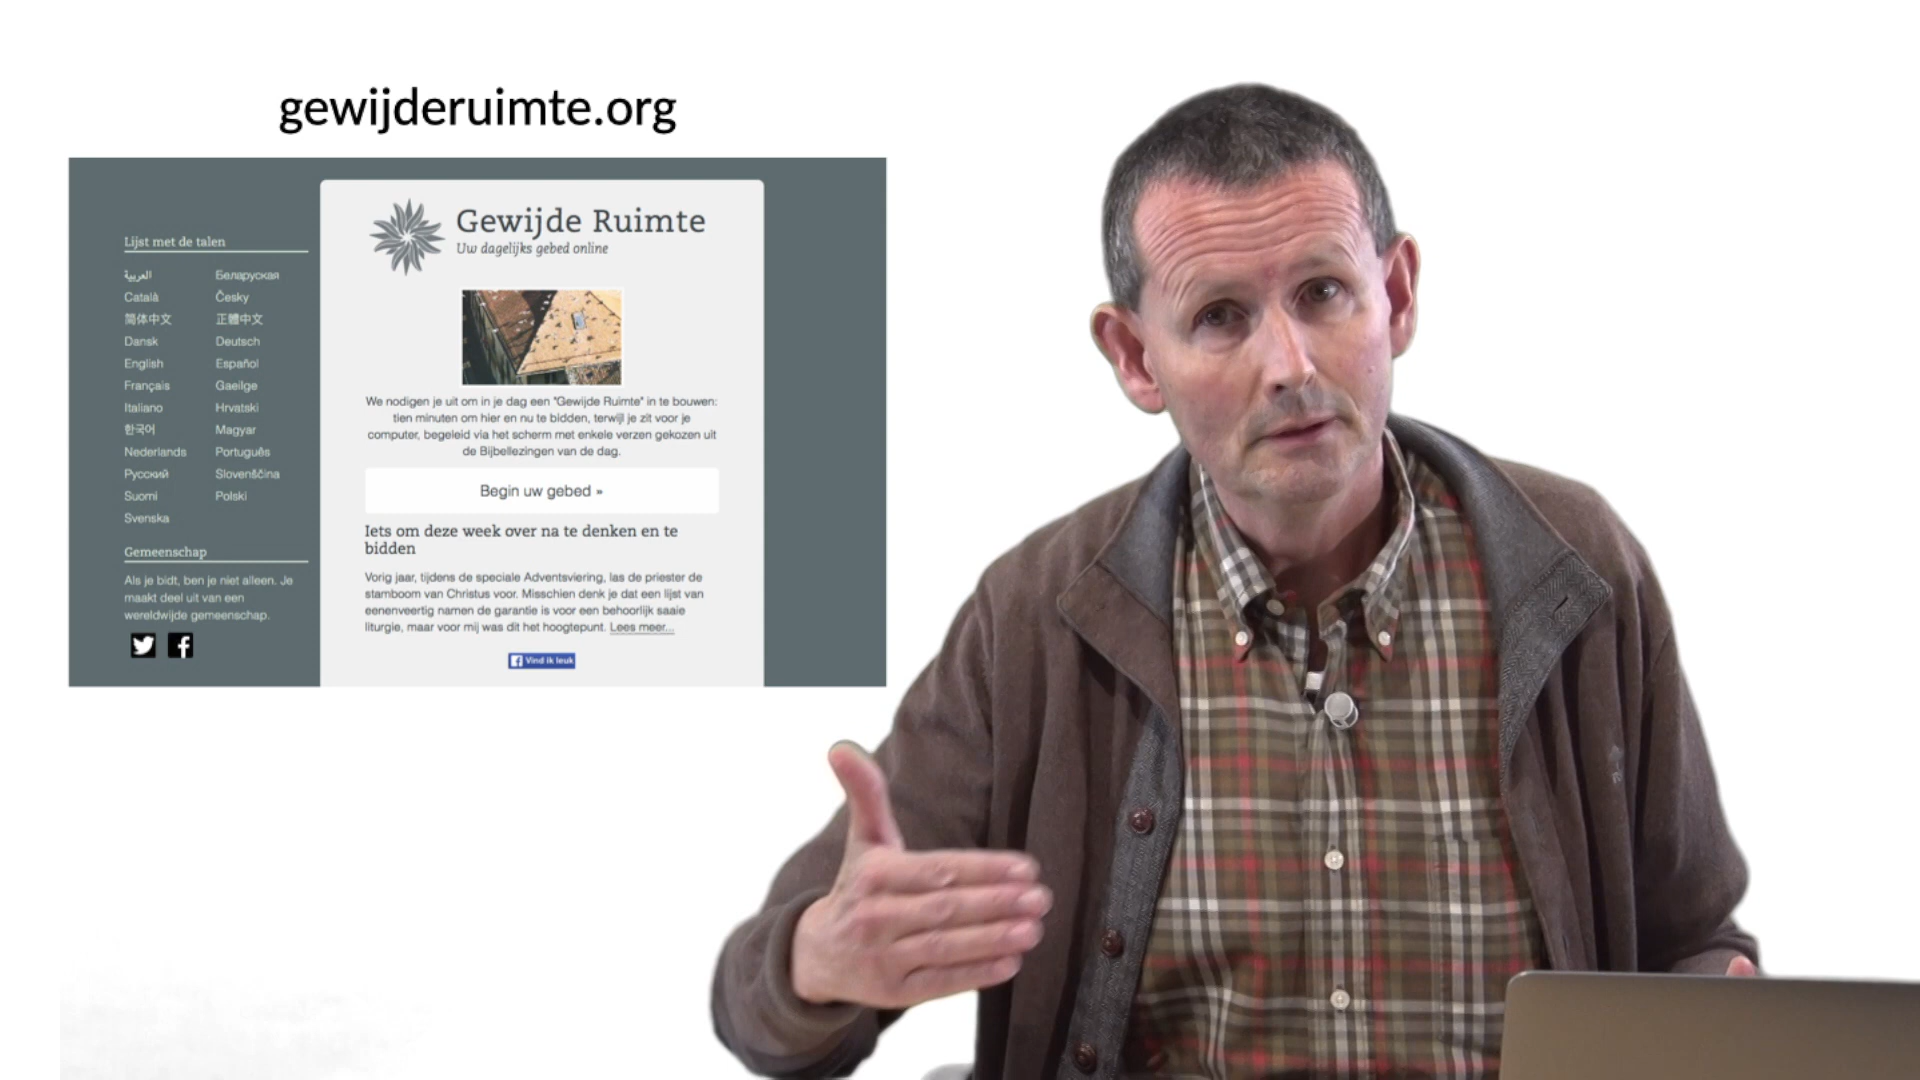 gewijderuimte.org
Gewijde Ruimte
Uw dagelijks gebed online
Lijst met de talen
العربية Беларуская
Català Česky
简体中文 正體中文
Dansk Deutsch
English Español
Français Gaeilge
Italiano Hrvatski
한국어 Magyar
Nederlands Português
Русский Slovenščina
Suomi Polski
Svenska
Gemeenschap
Als je bidt, ben je niet alleen. Je
maakt deel uit van een
wereldwijde gemeenschap.
We nodigen je uit om in je dag een "Gewijde Ruimte" in te bouwen:
tien minuten om hier en nu te bidden, terwijl je zit voor je
computer, begeleid via het scherm met enkele verzen gekozen uit
de Bijbellezingen van de dag.
Begin uw gebed »
Iets om deze week over na te denken en te
bidden
Vorig jaar, tijdens de speciale Adventsviering, las de priester de
stamboom van Christus voor. Misschien denk je dat een lijst van
eenenveertig namen de garantie is voor een behoorlijk saaie
liturgie, maar voor mij was dit het hoogtepunt. Lees meer...
Vind ik leuk